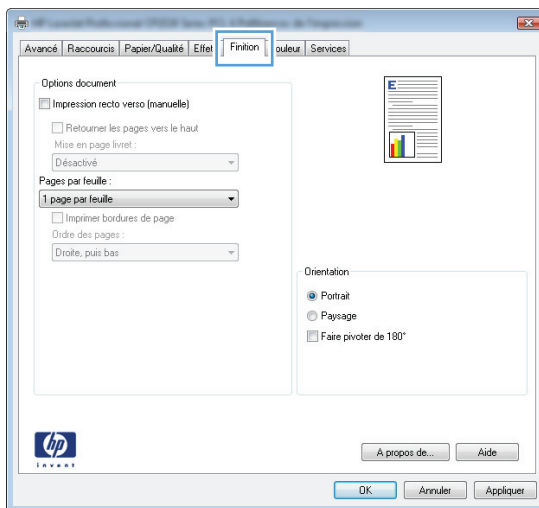 Avancé Raccourcis Papier/Qualité Effet Finition ouleur Services
Options document
Impression recto verso (manuelle)
Retourner les pages vers le haut
Mise en page livret :
Désactivé
Pages par feuille :
1 page par feuille
Imprimer bordures de page
Ordre des pages :
Droite, puis bas
E
Orientation
Portrait
Paysage
Faire pivoter de 180°
hp
invent
A propos de... Aide
OK Annuler Appliquer